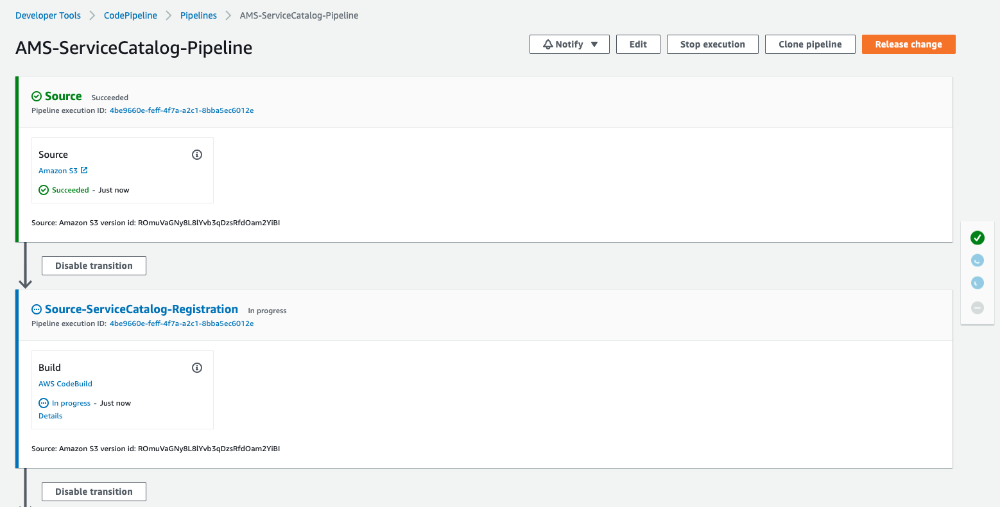 Developer Tools CodePipeline Pipelines AMS-ServiceCatalog-Pipeline
AMS-ServiceCatalog-Pipeline
Notify Edit Stop execution Clone pipeline Release change
Source Succeeded
Pipeline execution ID: 4be9660e-feff-4f7a-a2c1-8bba5ec6012e
Source
Amazon S3
Succeeded - Just now
Source: Amazon S3 version id: ROmuVaGNy8L8lYvb3qDzsRfdOam2YiBI
Disable transition
Source-ServiceCatalog-Registration In progress
Pipeline execution ID: 4be9660e-feff-4f7a-a2c1-8bba5ec6012e
Build
AWS CodeBuild
In progress - Just now
Details
Source: Amazon S3 version id: ROmuVaGNy8L8lYvb3qDzsRfdOam2YiBI
Disable transition